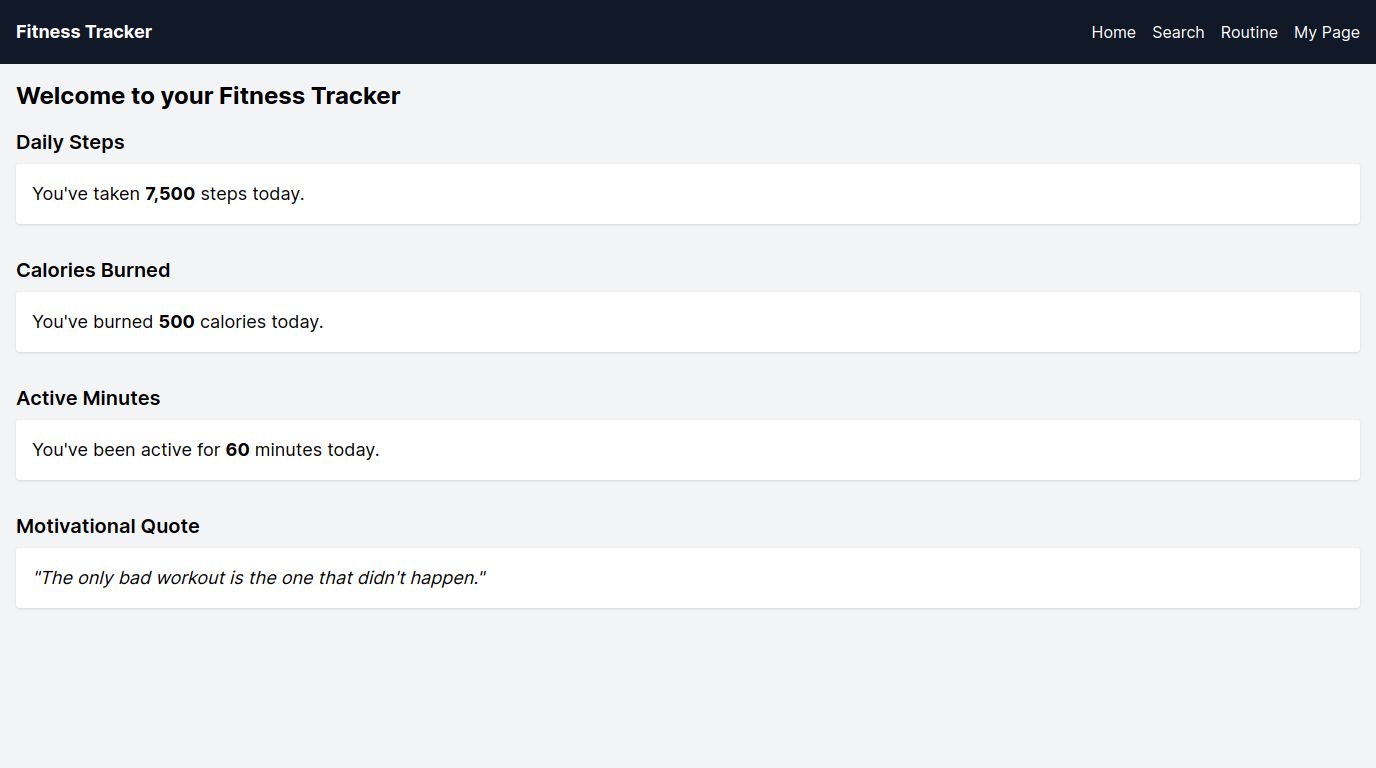 Fitness Tracker
Home Search Routine My Page
Welcome to your Fitness Tracker
Daily Steps
You've taken 7,500 steps today.
Calories Burned
You've burned 500 calories today.
Active Minutes
You've been active for 60 minutes today.
Motivational Quote
"The only bad workout is the one that didn't happen."